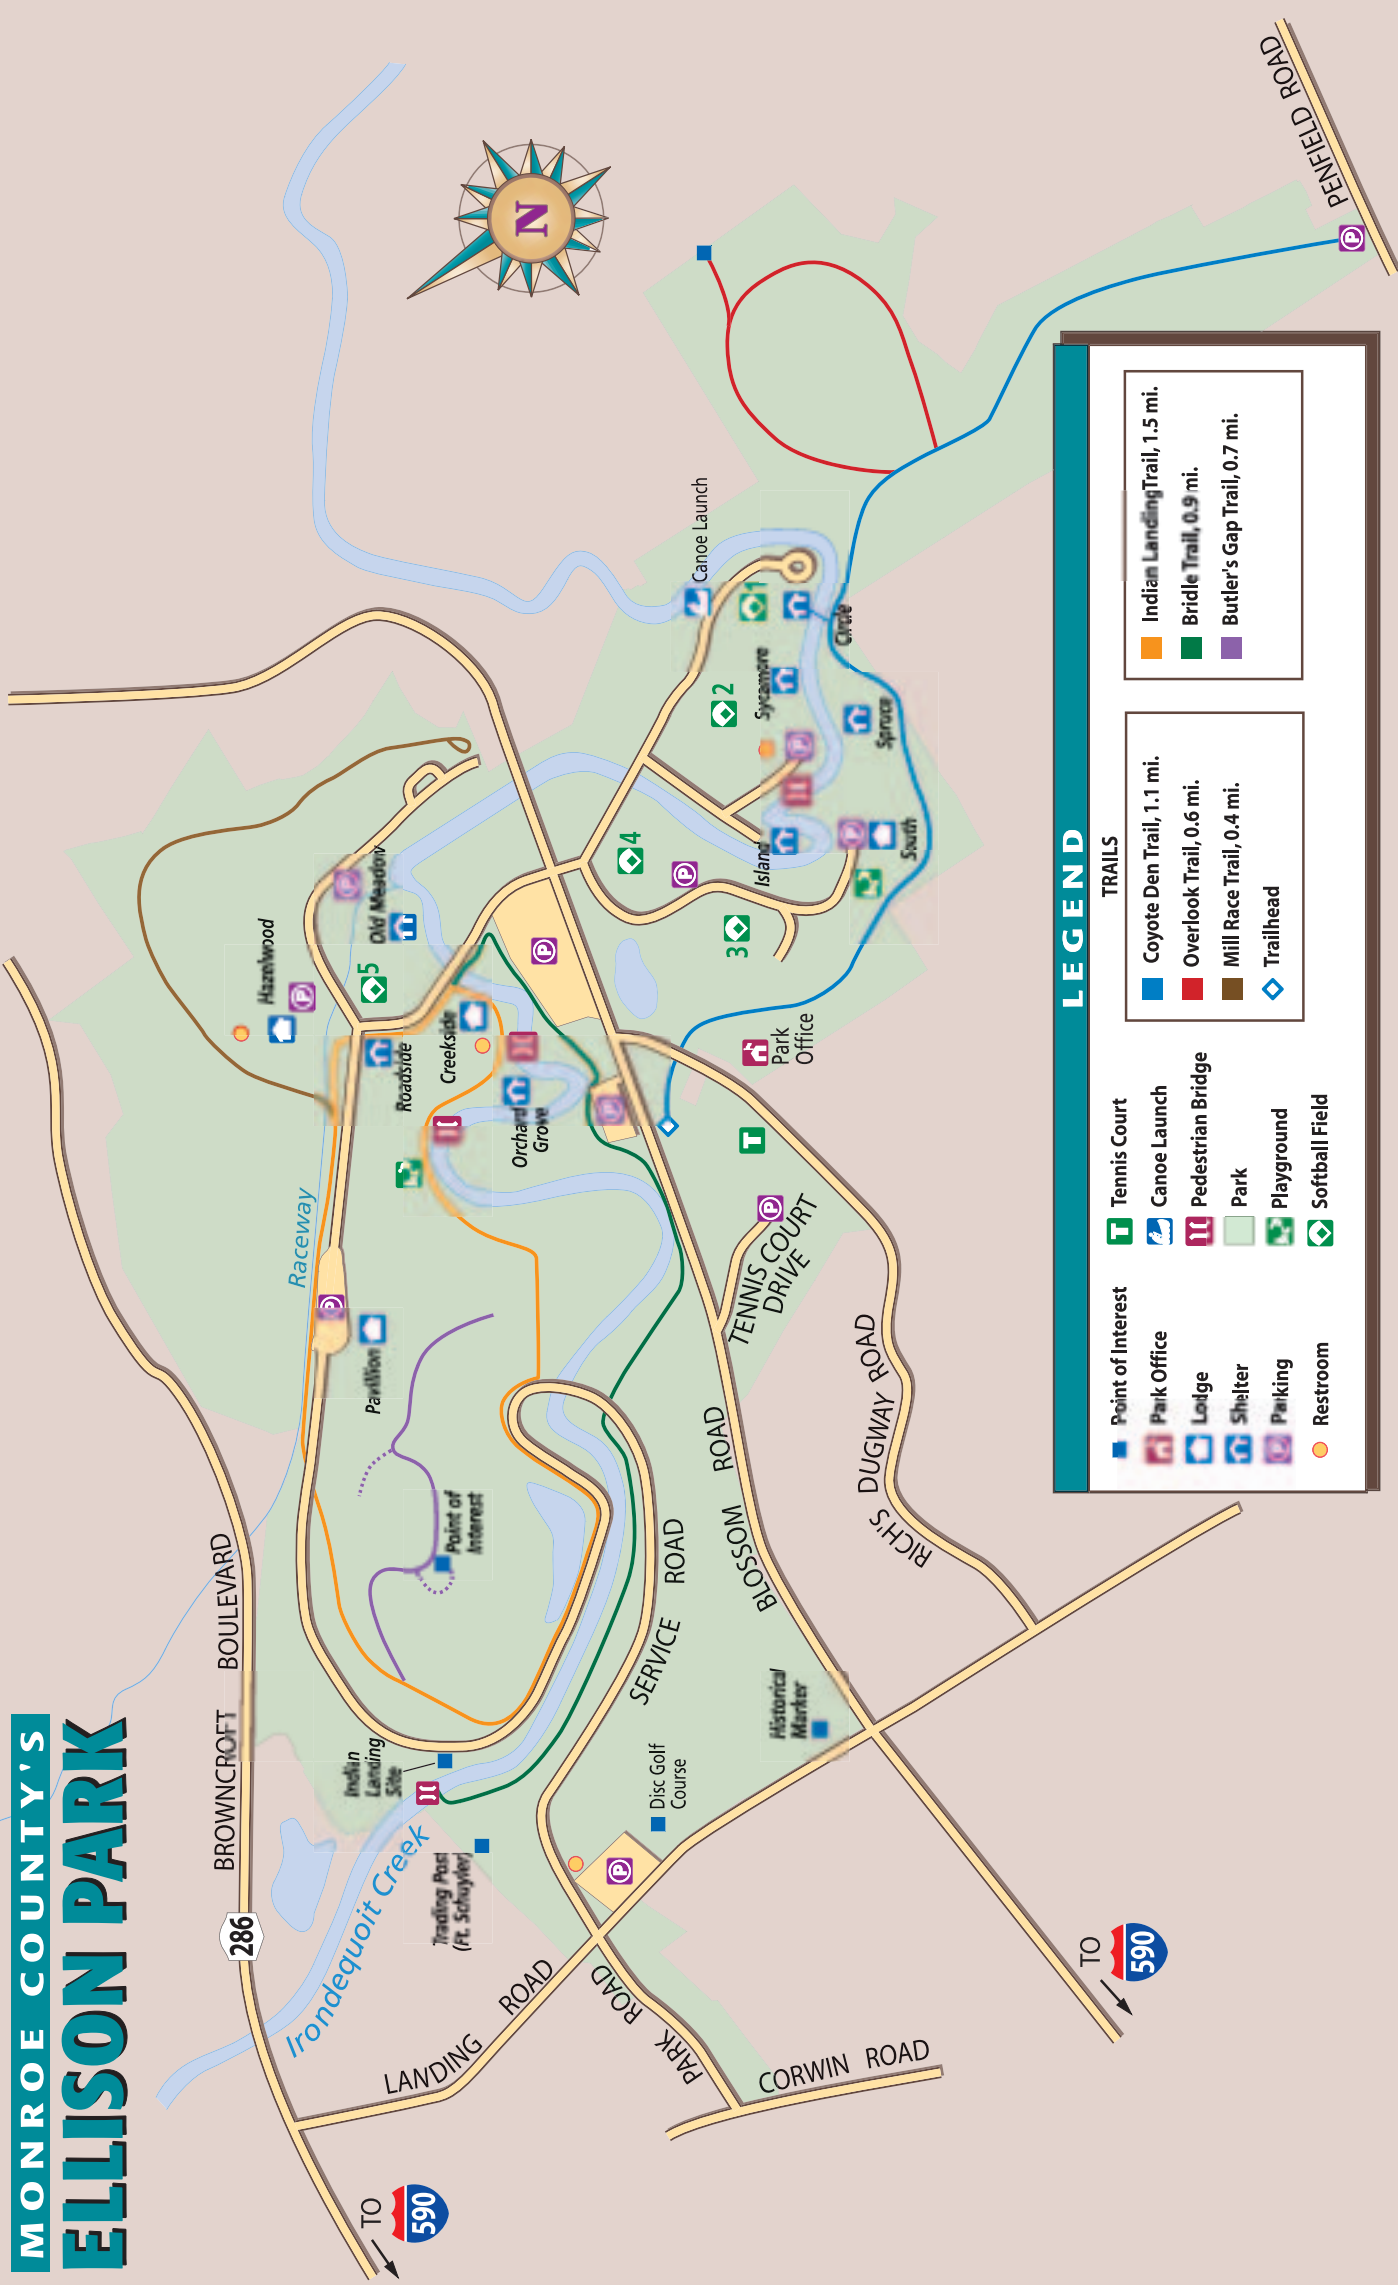 MONROE COUNTY'S
ELLISON PARK
TO
590
BROWNCROFT BOULEVARD
286
Irondequoit Creek
LANDING ROAD
PARK ROAD
CORWIN ROAD
TO
590
Trading Post
(Ft. Schuyler)
Indian
Landing
Site
Disc Golf
Course
Historical
Marker
SERVICE ROAD
BLOSSOM ROAD
RICH'S DUGWAY ROAD
TENNIS COURT
DRIVE
Point of
Interest
Pavillion
P
Raceway
Hazelwood
P
Old Meadow
P
5
Roadside
Creekside
Orchard
Grove
P
P
P
T
P
Park
Office
3
4
P
Island
South
P
Spruce
P
Sycamore
2
1
Circle
Canoe Launch
N
PENFIELD ROAD
P
LEGEND
Point of Interest
Park Office
Lodge
Shelter
P Parking
Restroom
T Tennis Court
Canoe Launch
Pedestrian Bridge
Park
Playground
Softball Field
TRAILS
Coyote Den Trail, 1.1 mi.
Overlook Trail, 0.6 mi.
Mill Race Trail, 0.4 mi.
Trailhead
Indian LandingTrail, 1.5 mi.
Bridle Trail, 0.9 mi.
Butler's Gap Trail, 0.7 mi.